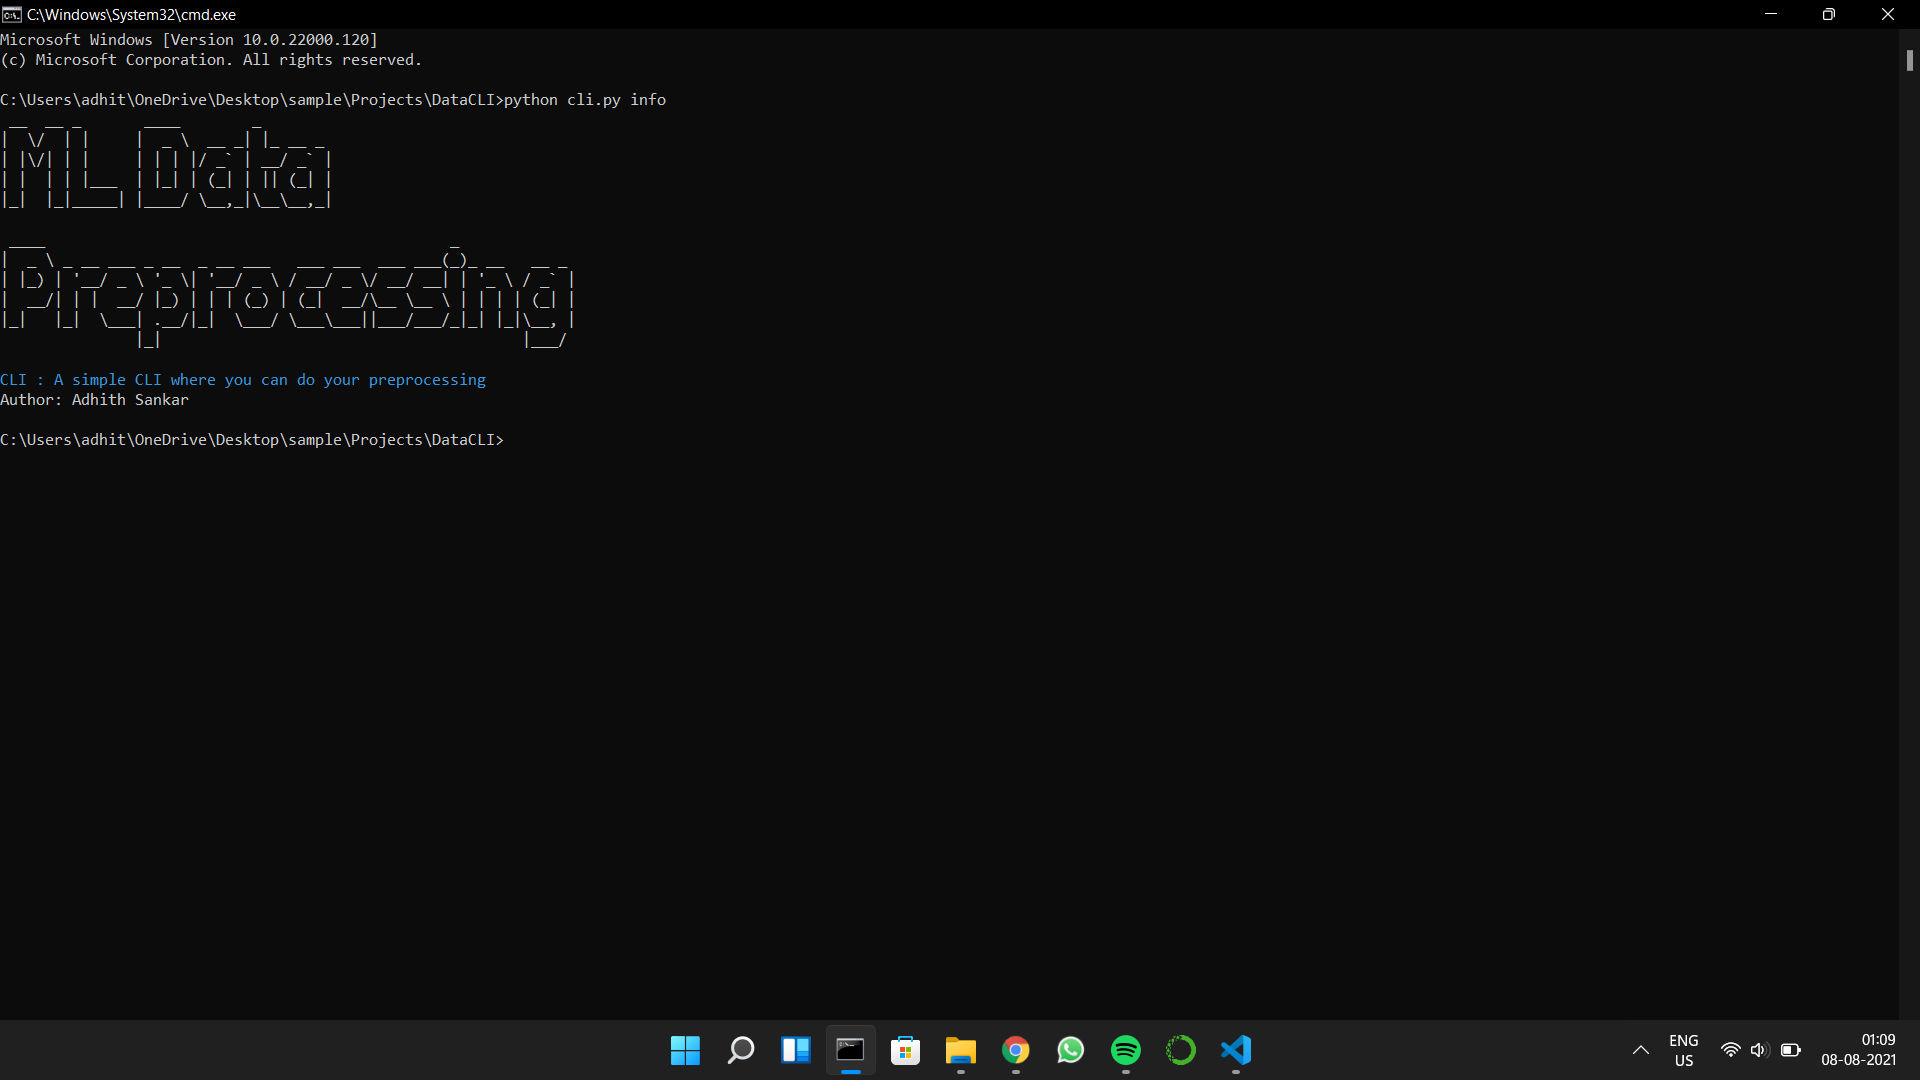 C:\Windows\System32\cmd.exe
Microsoft Windows [Version 10.0.22000.120]
(c) Microsoft Corporation. All rights reserved.
C:\Users\adhit\OneDrive\Desktop\sample\Projects\DataCLI>python cli.py info
ML Data
Preprocessing
CLI : A simple CLI where you can do your preprocessing
Author: Adhith Sankar
C:\Users\adhit\OneDrive\Desktop\sample\Projects\DataCLI>
ENG
US
01:09
08-08-2021